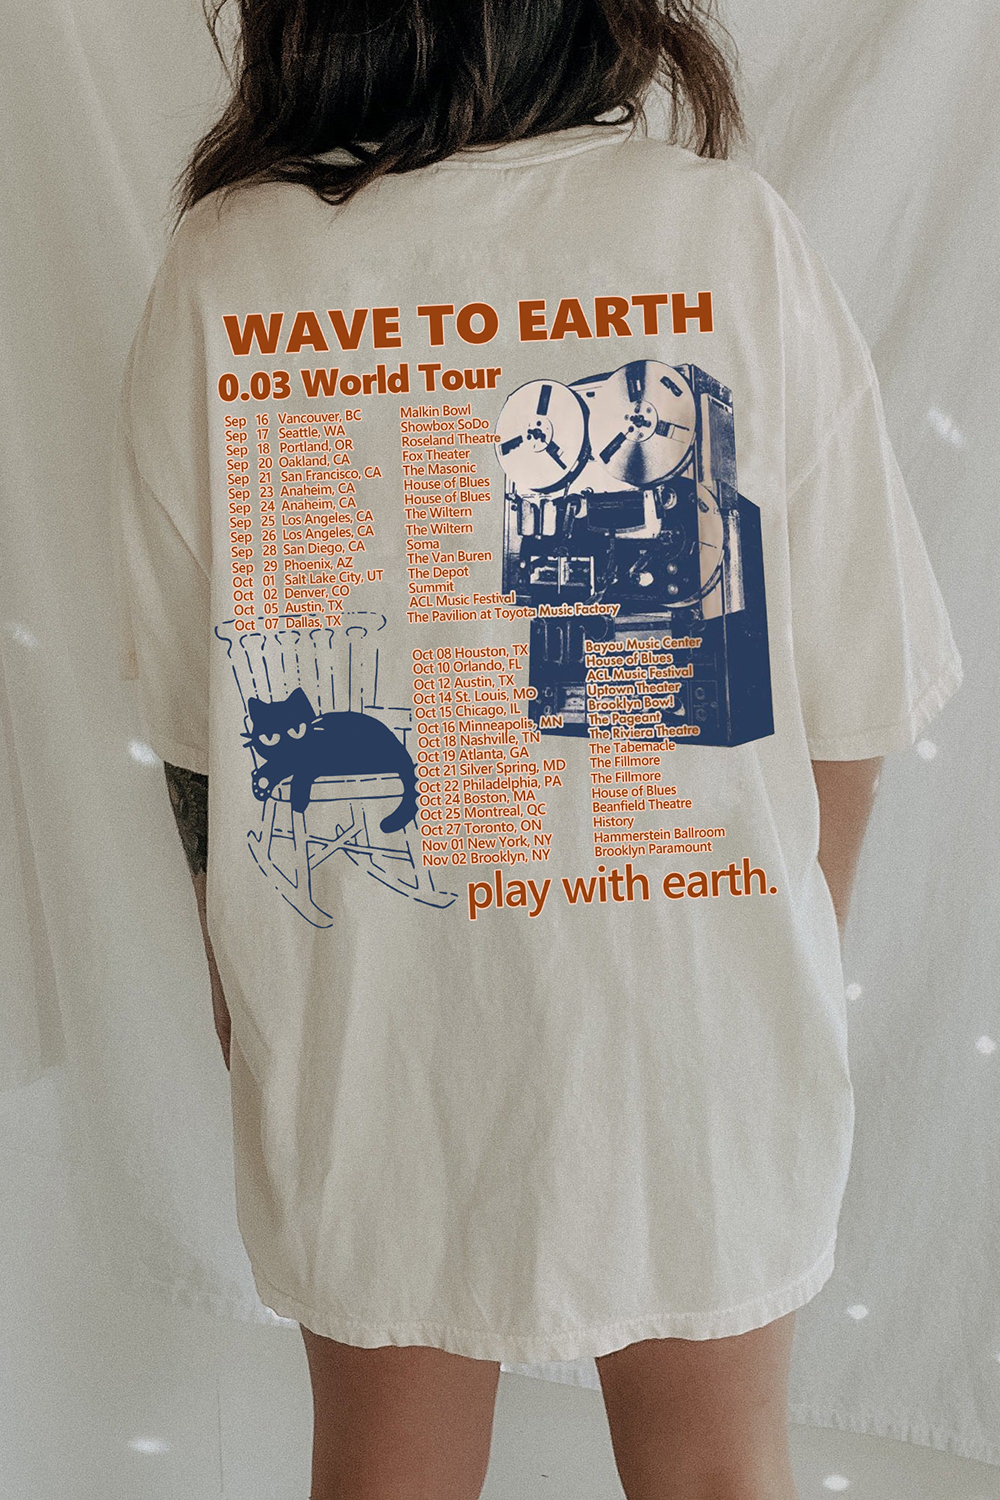 WAVE TO EARTH
0.03 World Tour
Sep 16 Vancouver, BC Malkin Bowl
Sep 17 Seattle, WA Showbox SoDo
Sep 18 Portland, OR Roseland Theatre
Sep 20 Oakland, CA Fox Theater
Sep 21 San Francisco, CA The Masonic
Sep 23 Anaheim, CA House of Blues
Sep 24 Anaheim, CA House of Blues
Sep 25 Los Angeles, CA The Wiltern
Sep 26 Los Angeles, CA The Wiltern
Sep 28 San Diego, CA Soma
Sep 29 Phoenix, AZ The Van Buren
Oct 01 Salt Lake City, UT The Depot
Oct 02 Denver, CO Summit
Oct 05 Austin, TX ACL Music Festival
Oct 07 Dallas, TX The Pavilion at Toyota Music Factory
Oct 08 Houston, TX Bayou Music Center
Oct 10 Orlando, FL House of Blues
Oct 12 Austin, TX ACL Music Festival
Oct 14 St. Louis, MO Uptown Theater
Oct 15 Chicago, IL Brooklyn Bowl
Oct 16 Minneapolis, MN The Pageant
Oct 18 Nashville, TN The Riviera Theatre
Oct 19 Atlanta, GA The Tabemacle
Oct 21 Silver Spring, MD The Fillmore
Oct 22 Philadelphia, PA The Fillmore
Oct 24 Boston, MA House of Blues
Oct 25 Montreal, QC Beanfield Theatre
Oct 27 Toronto, ON History
Nov 01 New York, NY Hammerstein Ballroom
Nov 02 Brooklyn, NY Brooklyn Paramount
play with earth.